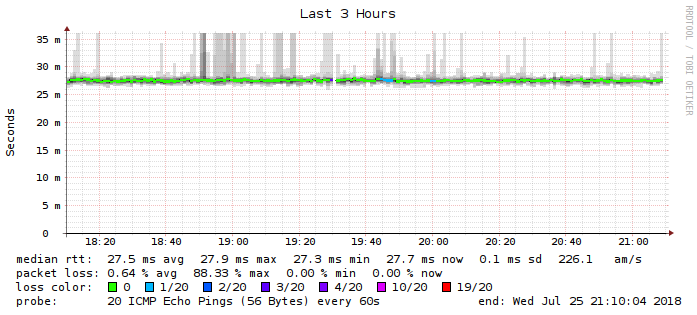 Last 3 Hours
RRDTOOL / TOBI OETIKER
Seconds
35 m
30 m
25 m
20 m
15 m
10 m
5 m
0
18:20 18:40 19:00 19:20 19:40 20:00 20:20 20:40 21:00
median rtt: 27.5 ms avg 27.9 ms max 27.3 ms min 27.7 ms now 0.1 ms sd 226.1 am/s
packet loss: 0.64 % avg 88.33 % max 0.00 % min 0.00 % now
loss color: 0 1/20 2/20 3/20 4/20 10/20 19/20
probe: 20 ICMP Echo Pings (56 Bytes) every 60s end: Wed Jul 25 21:10:04 2018